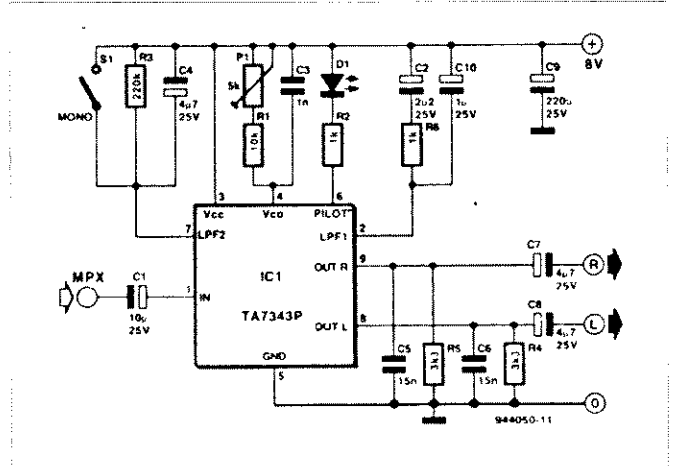 S1
MONO
R3
220k
C4
4µ7
25V
P1
5k
R1
10k
C3
1n
D1
R2
1k
C2
2µ2
25V
R6
1k
C10
1µ
25V
C9
220µ
25V
+
8V
3
Vcc
4
Vco
6
PILOT
7
LPF2
2
LPF1
9
OUT R
8
OUT L
1
IN
5
GND
IC1
TA7343P
MPX
C1
10µ
25V
C7
4µ7
25V
R
C8
4µ7
25V
L
C5
15n
R5
3k3
C6
15n
R4
3k3
0
944050-11